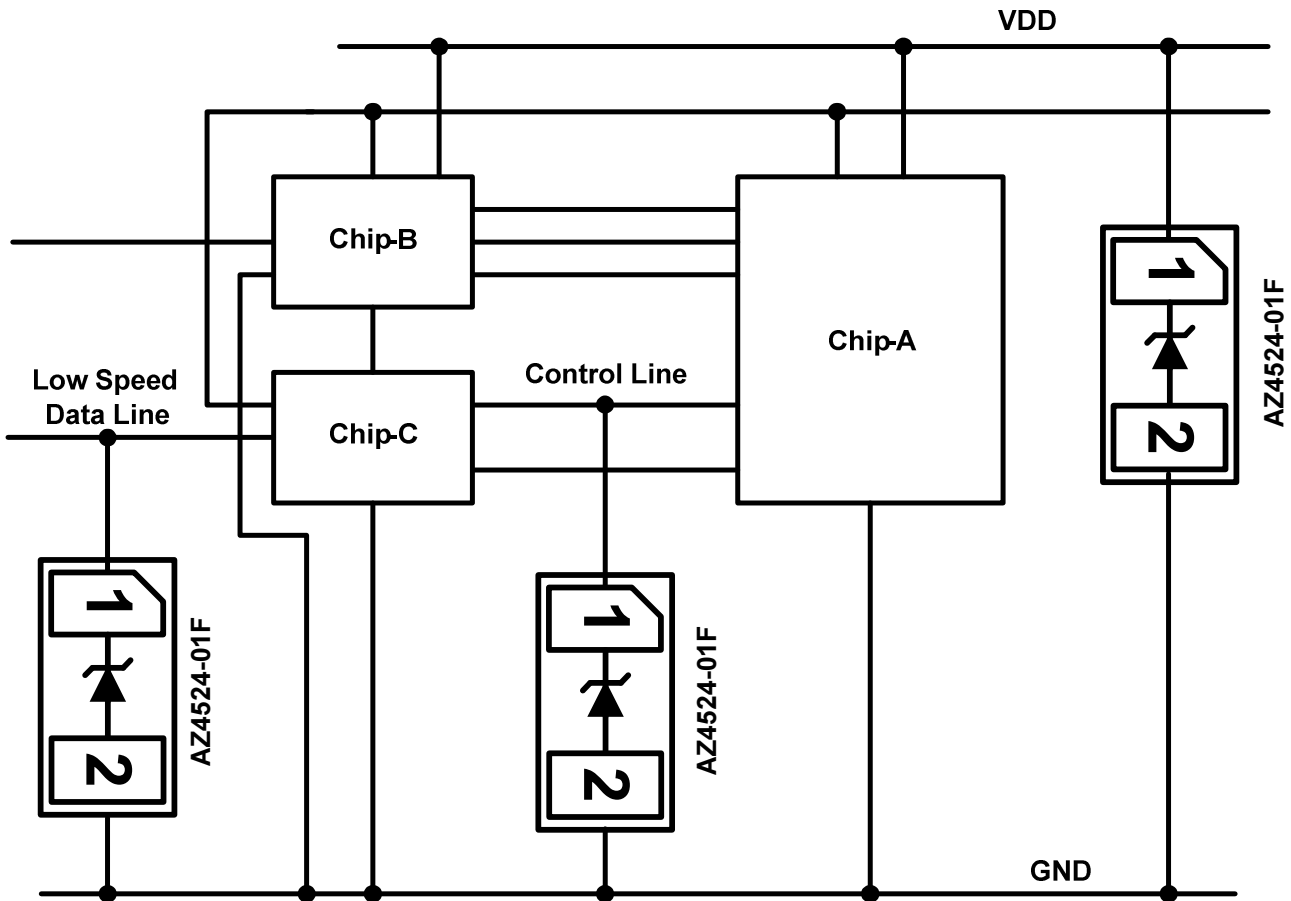 VDD
Chip-B
1
Chip-A
AZ4524-01F
Low Speed
Data Line
Control Line
2
Chip-C
1
1
AZ4524-01F
AZ4524-01F
2
2
GND